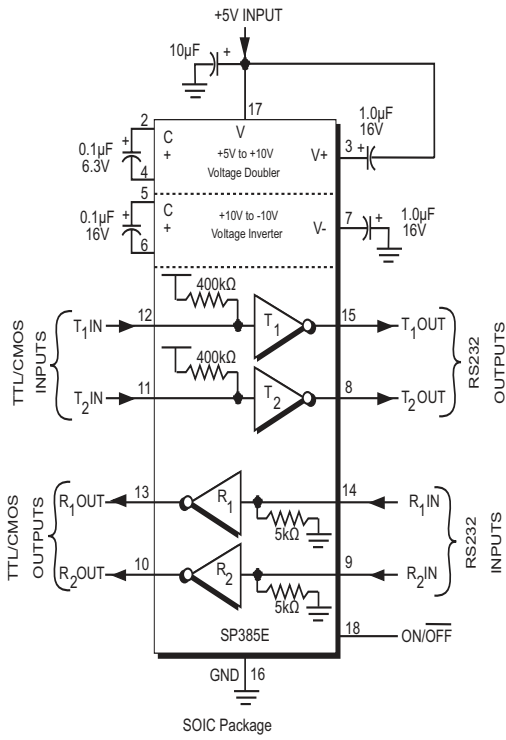 +5V INPUT
10µF
+
17
2
V
1.0µF
16V
C
+
+5V to +10V
Voltage Doubler
V+
3
+
0.1µF
6.3V
+
4
5
C
+
+10V to -10V
Voltage Inverter
V-
7
+
1.0µF
16V
0.1µF
16V
+
6
400kΩ
TTL/CMOS
INPUTS
T1IN
12
T1
15
T1OUT
RS232
OUTPUTS
400kΩ
T2IN
11
T2
8
T2OUT
TTL/CMOS
OUTPUTS
R1OUT
13
R1
14
R1IN
RS232
INPUTS
5kΩ
R2OUT
10
R2
9
R2IN
5kΩ
SP385E
18
ON/OFF
GND
16
SOIC Package